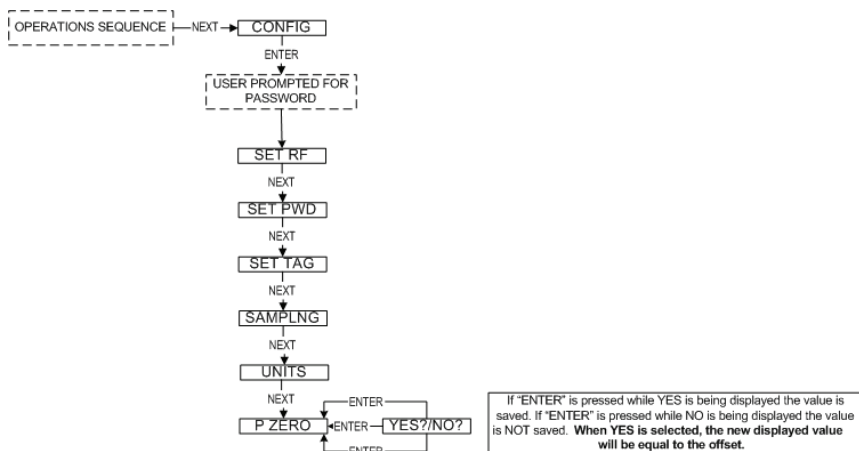 OPERATIONS SEQUENCE
NEXT
CONFIG
ENTER
USER PROMPTED FOR
PASSWORD
SET RF
NEXT
SET PWD
NEXT
SET TAG
NEXT
SAMPLNG
NEXT
UNITS
NEXT
ENTER
P ZERO
ENTER
YES?/NO?
ENTER
If "ENTER" is pressed while YES is being displayed the value is
saved. If "ENTER" is pressed while NO is being displayed the value
is NOT saved. When YES is selected, the new displayed value
will be equal to the offset.